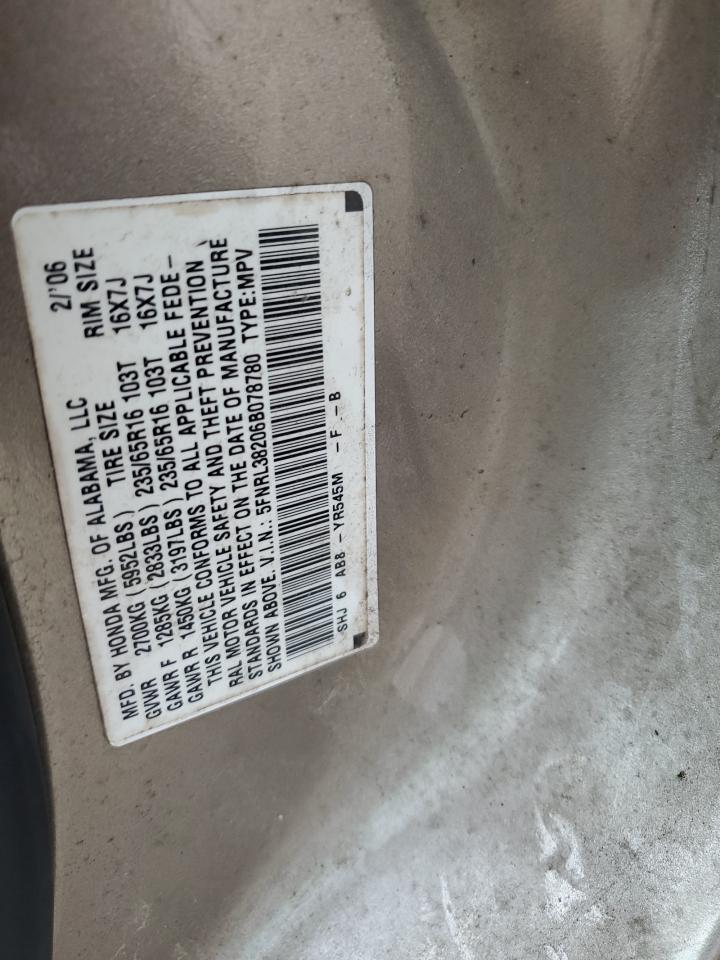 MFD. BY HONDA MFG. OF ALABAMA, LLC 2/'06
GVWR 2700KG (5952LBS) TIRE SIZE RIM SIZE
GAWR F 1285KG (2833LBS) 235/65R16 103T 16X7J
GAWR R 1450KG (3197LBS) 235/65R16 103T 16X7J
THIS VEHICLE CONFORMS TO ALL APPLICABLE FEDE-
RAL MOTOR VEHICLE SAFETY AND THEFT PREVENTION
STANDARDS IN EFFECT ON THE DATE OF MANUFACTURE
SHOWN ABOVE. V.I.N.: 5FNRL38206B078780 TYPE:MPV
SHJ 6 AB8 -YR545M -F -B